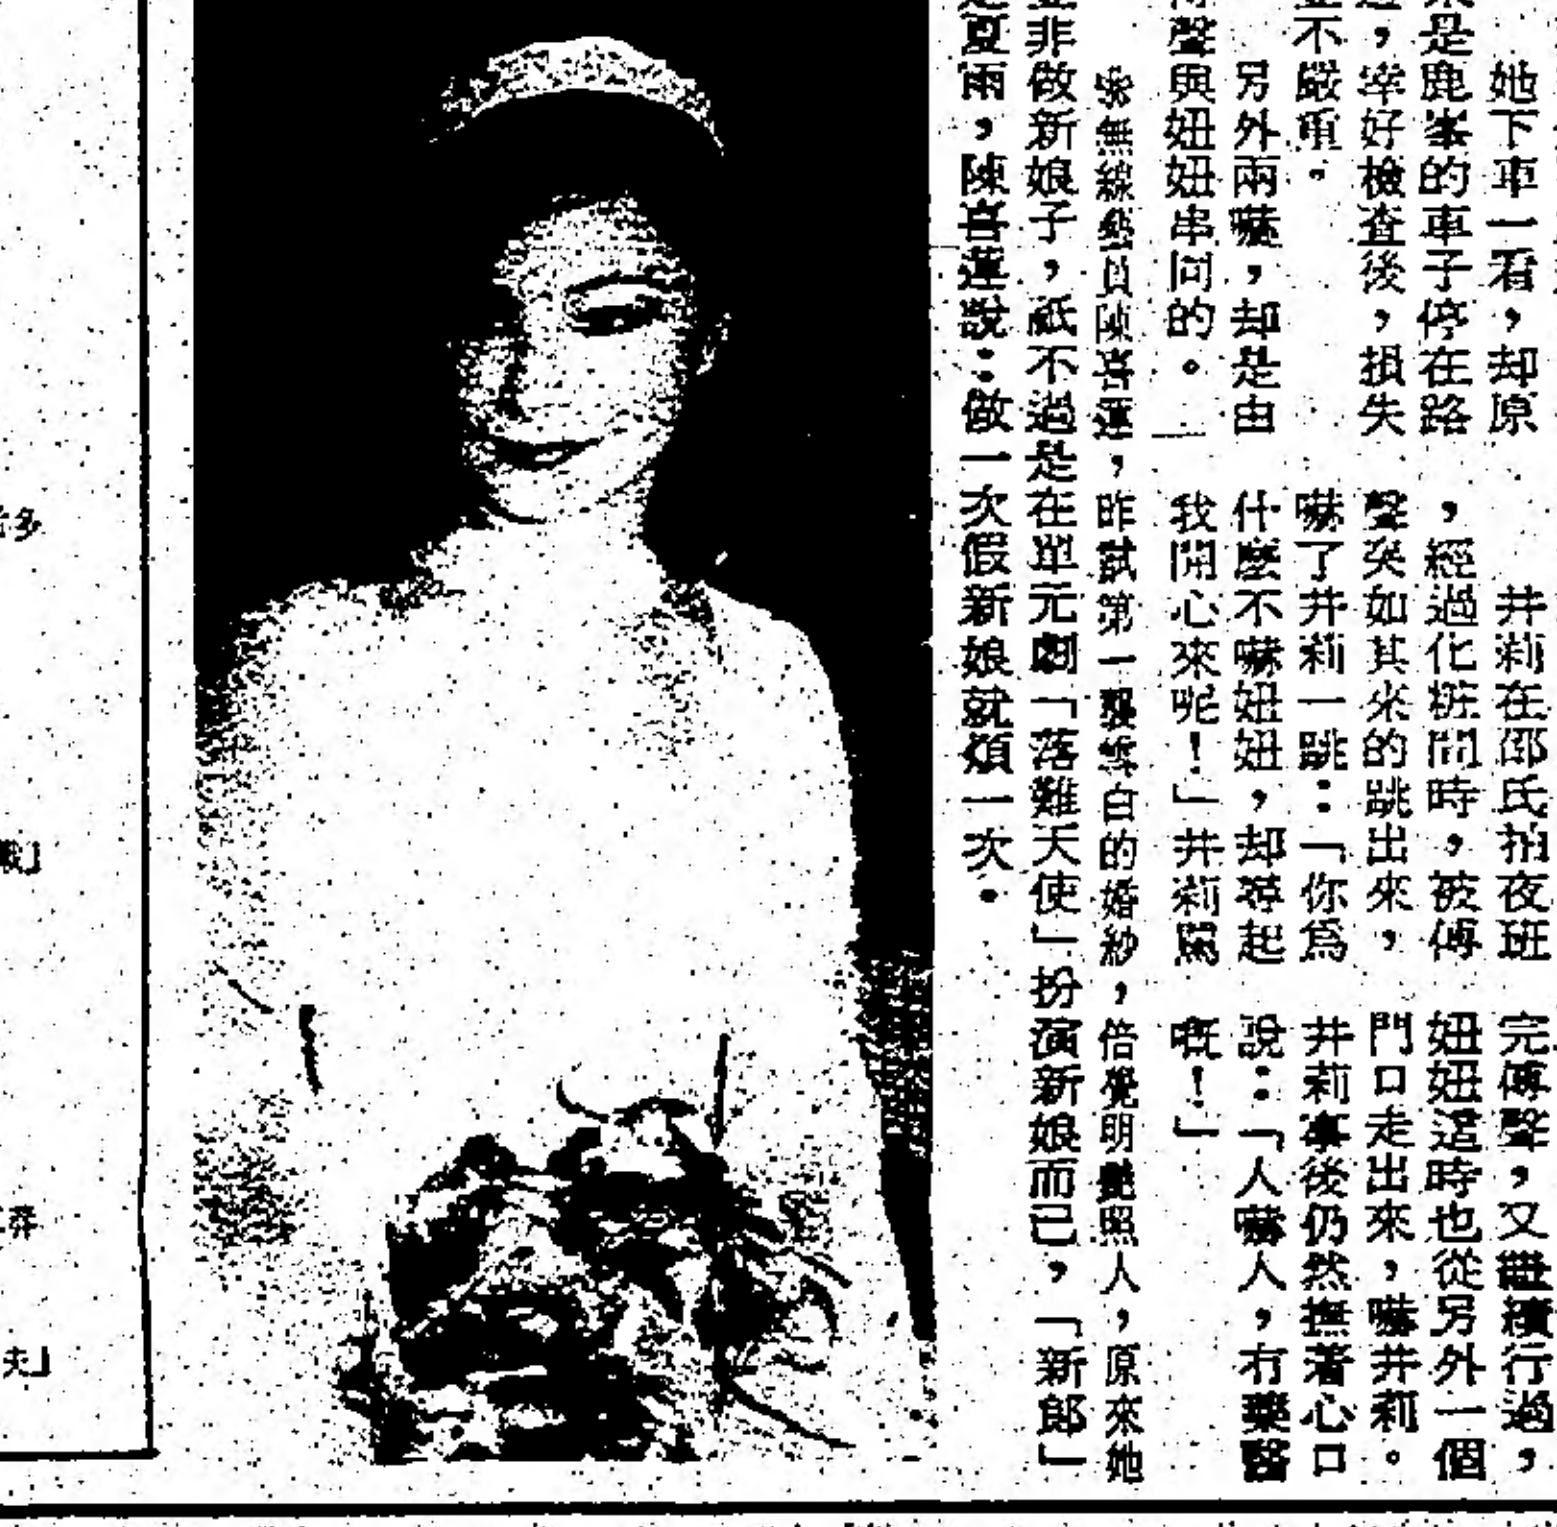 她下車一看，却原
是鹿峯的車子停在路
，幸好檢查後，損失
並不嚴重。
另外兩嚇，却是由
傅聲與妞妞串同的。
井莉在邵氏拍夜班
，經過化粧間時，被傅
聲突如其來的跳出來，
嚇了井莉一跳：「你爲
什麼不嚇妞妞，却尋起
我開心來呢！」井莉罵
完傅聲，又繼續行過，
妞妞這時也從另外一個
門口走出來，嚇井莉。
井莉事後仍然撫著心口
說：「人嚇人，冇藥醫
嘅！」
無線藝員陳喜蓮，昨試第一襲雪白的婚紗，倍覺明艷照人，原來她
並非做新娘子，祇不過是在單元劇「落難天使」扮演新娘而已，「新郎」
是夏雨，陳喜蓮說：做一次假新娘就煩一次。
多
夫」